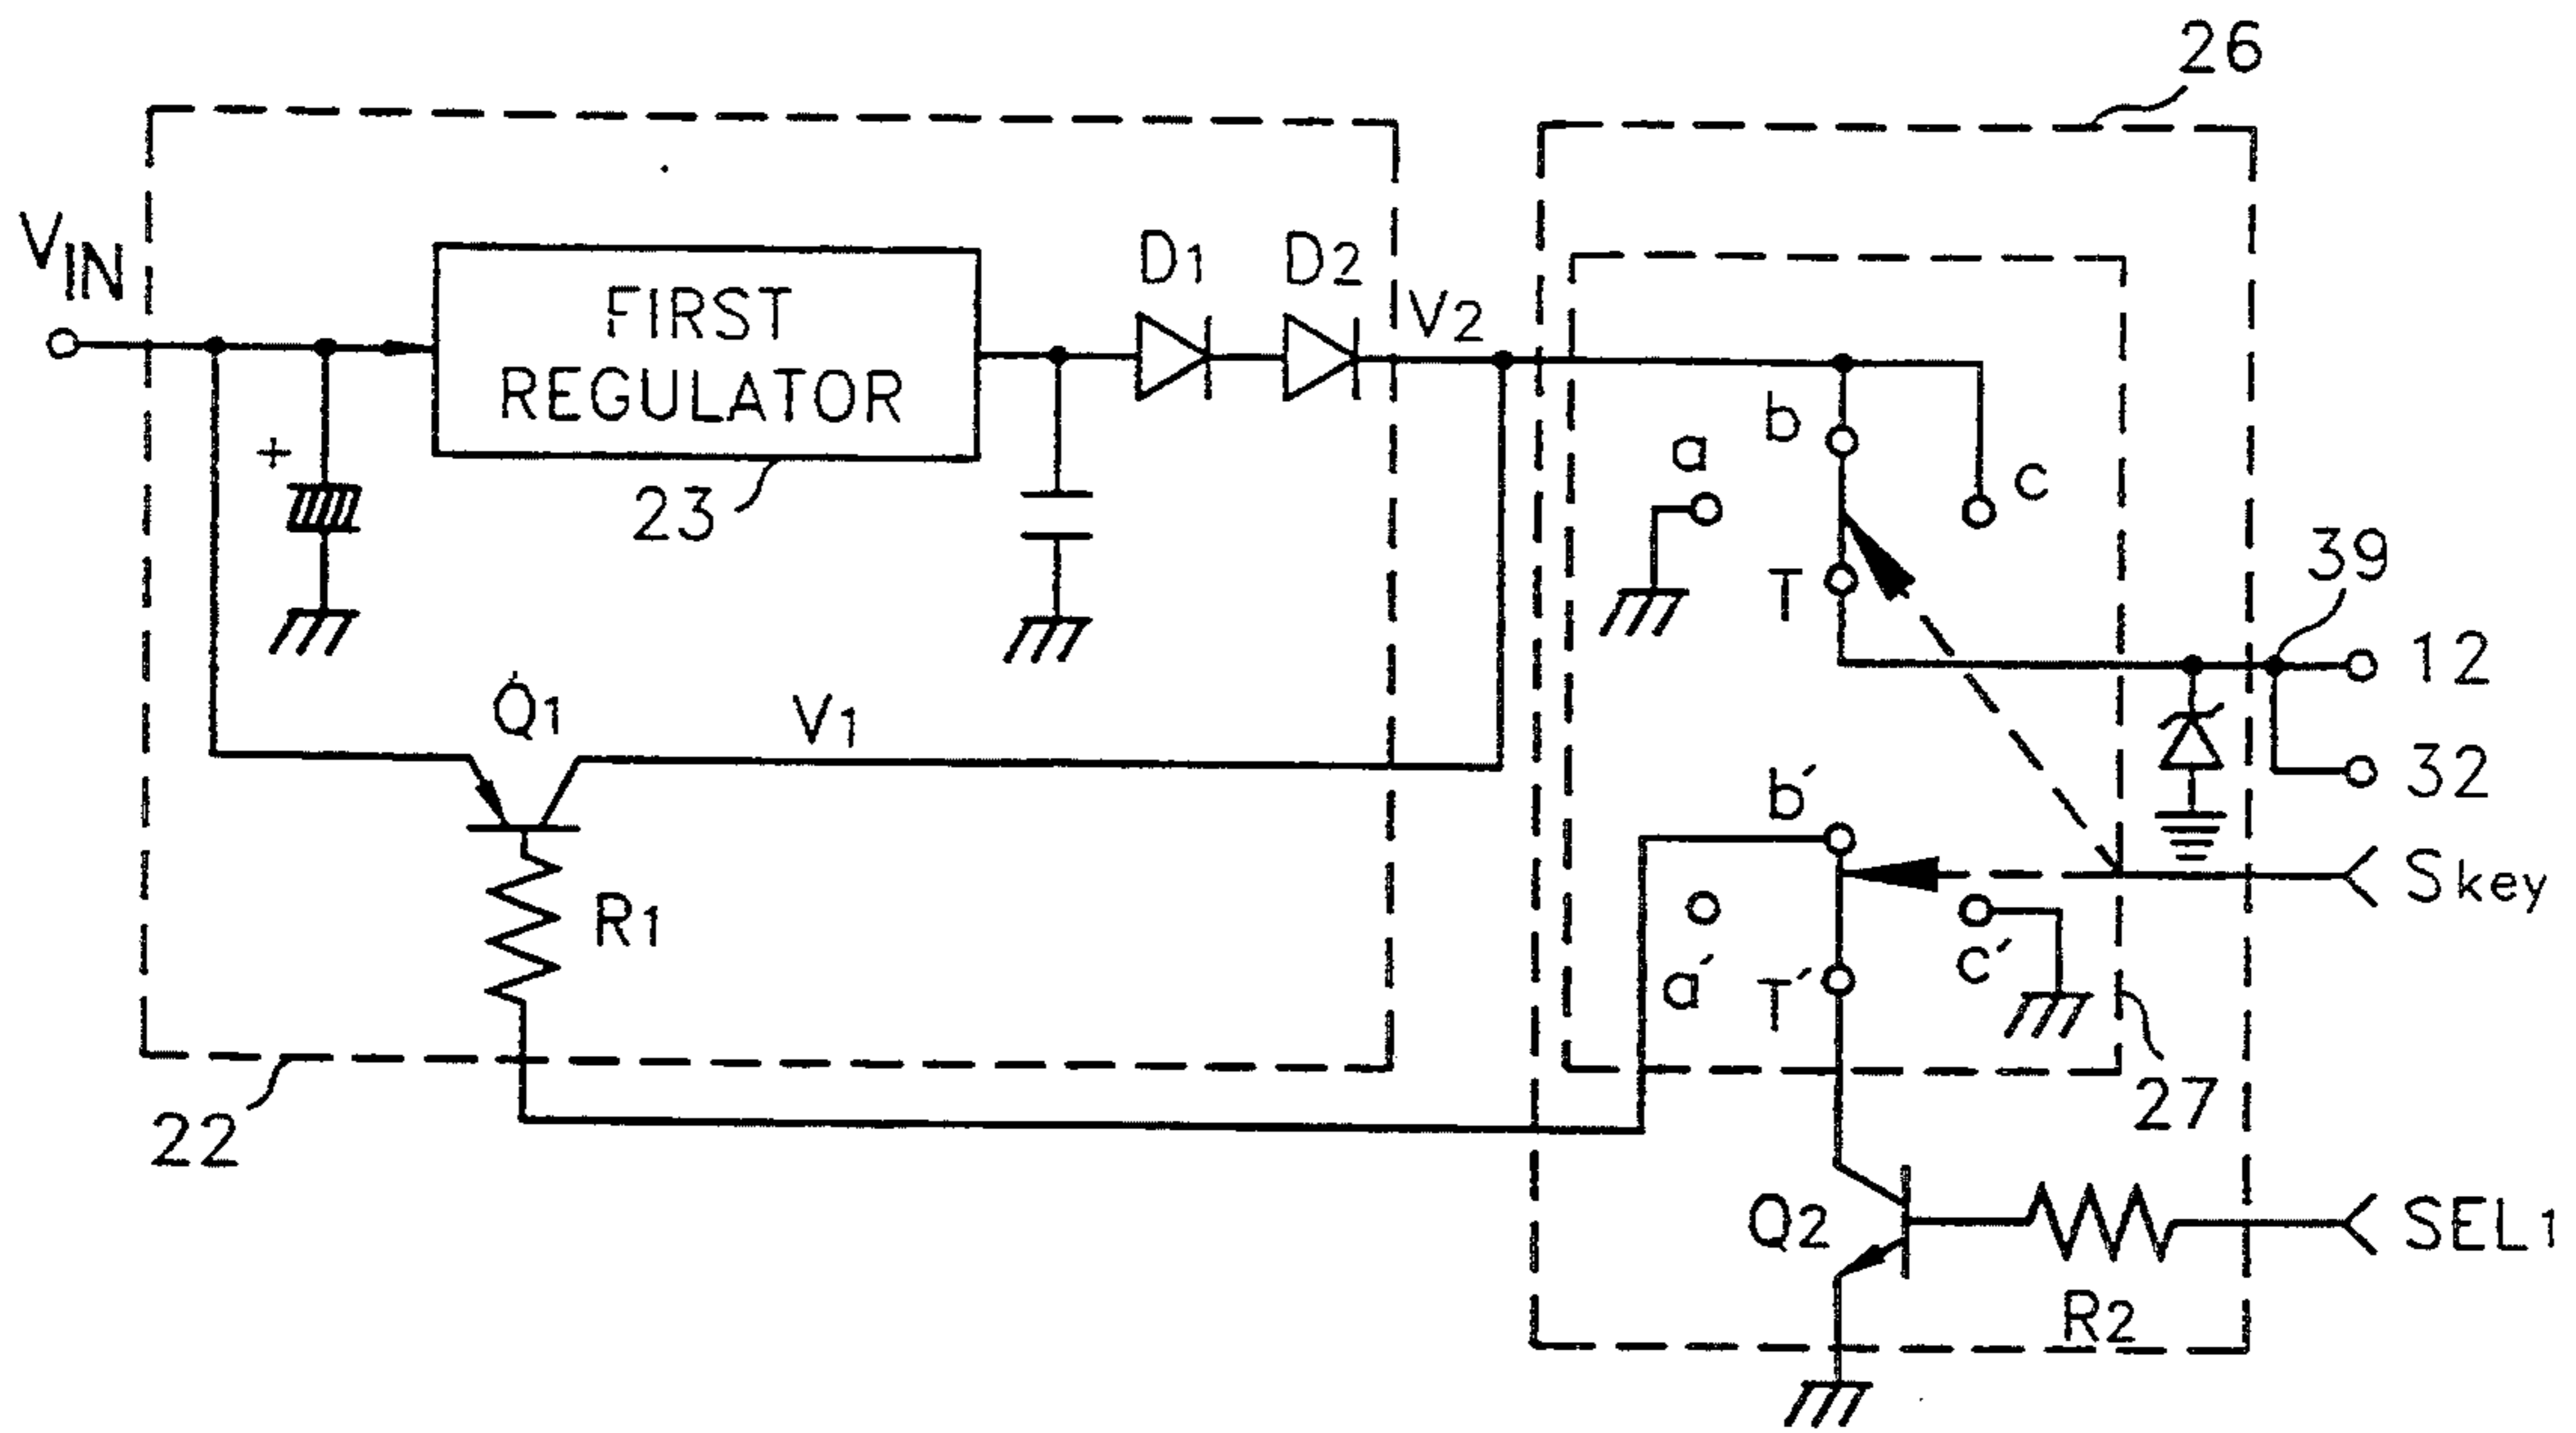 26
VIN
FIRST
REGULATOR
D1
D2
V2
+
23
a
b
c
T
39
12
32
Q1
V1
R1
b′
a′
T′
c′
Skey
27
22
Q2
R2
SEL1